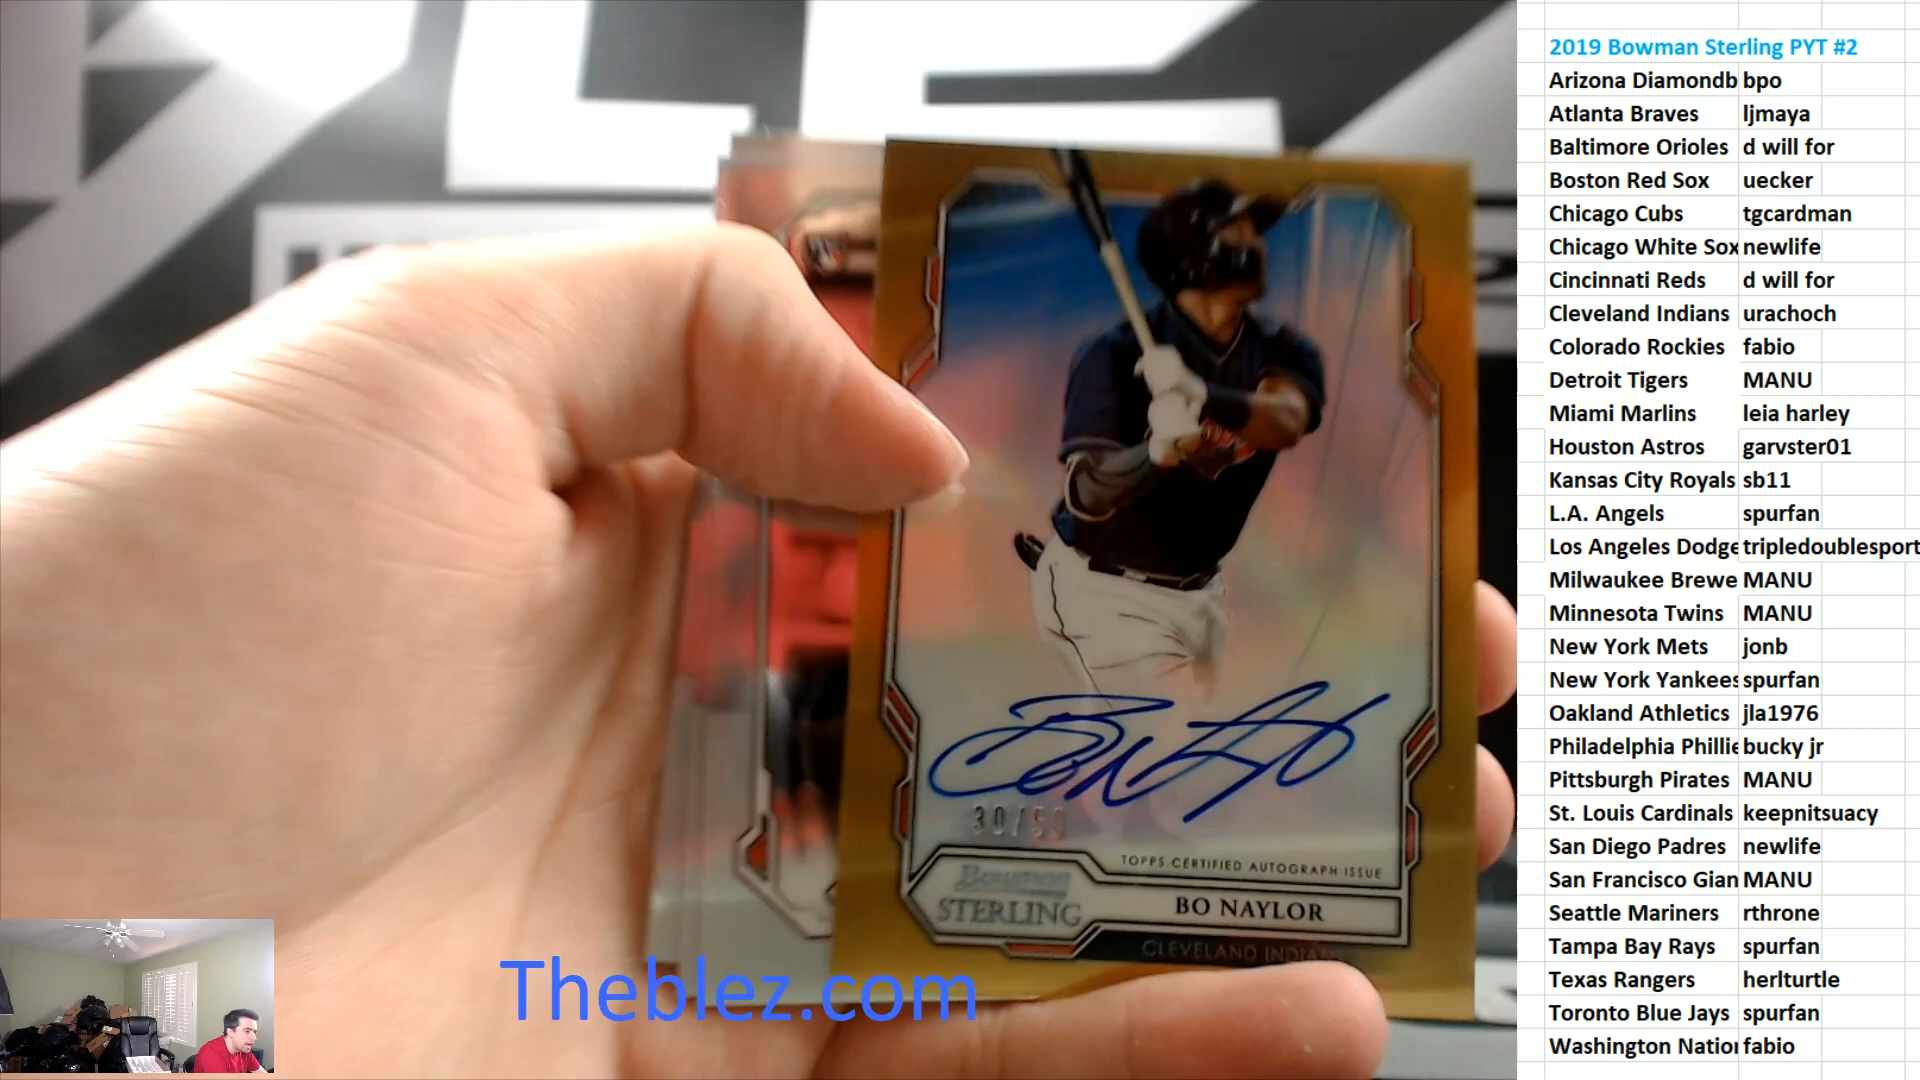 2019 Bowman Sterling PYT #2
Arizona Diamondb bpo
Atlanta Braves ljmaya
Baltimore Orioles d will for
Boston Red Sox uecker
Chicago Cubs tgcardman
Chicago White Sox newlife
Cincinnati Reds d will for
Cleveland Indians urachoch
Colorado Rockies fabio
Detroit Tigers MANU
Miami Marlins leia harley
Houston Astros garvster01
Kansas City Royals sb11
L.A. Angels spurfan
Los Angeles Dodge tripledoublesport
Milwaukee Brewe MANU
Minnesota Twins MANU
New York Mets jonb
New York Yankees spurfan
Oakland Athletics jla1976
Philadelphia Phillie bucky jr
Pittsburgh Pirates MANU
St. Louis Cardinals keepnitsuacy
San Diego Padres newlife
San Francisco Gian MANU
Seattle Mariners rthrone
Tampa Bay Rays spurfan
Texas Rangers herlturtle
Toronto Blue Jays spurfan
Washington Natio fabio
30/50
TOPPS CERTIFIED AUTOGRAPH ISSUE
Bowman
STERLING
BO NAYLOR
CLEVELAND INDIANS
Theblez.com